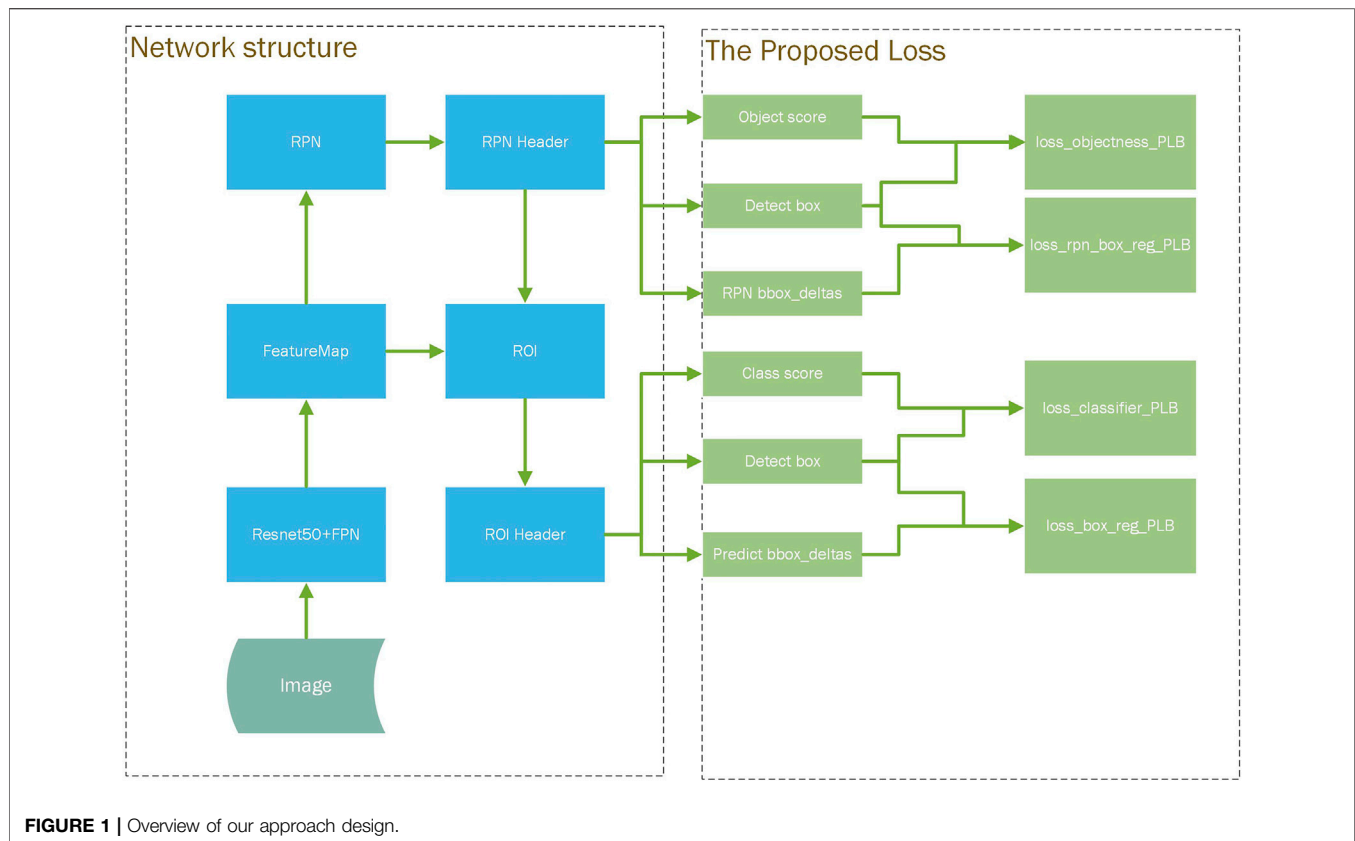 Network structure
RPN
RPN Header
FeatureMap
ROI
Resnet50+FPN
ROI Header
Image
The Proposed Loss
Object score
Detect box
RPN bbox_deltas
Class score
Detect box
Predict bbox_deltas
loss_objectness_PLB
loss_rpn_box_reg_PLB
loss_classifier_PLB
loss_box_reg_PLB
FIGURE 1 | Overview of our approach design.